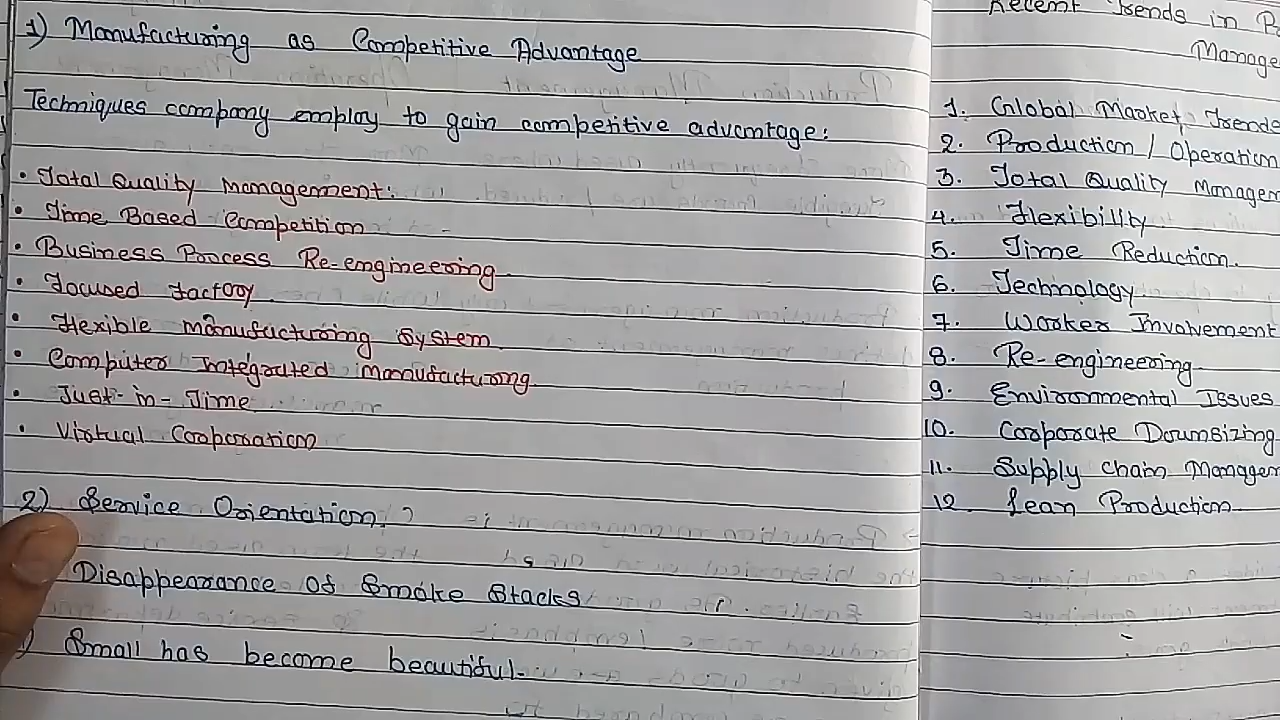 1) Manufacturing as Competitive Advantage
Techniques company employ to gain competitive advantage:
• Total Quality Management:
• Time Based Competition
• Business Process Re-engineering
• Focused Factory
• Flexible manufacturing System
• Computer Integrated manufacturing
• Just-in-Time
• Virtual Corporation
2) Service Orientation:
Disappearance of Smoke Stacks
) Small has become beautiful.
Recent Trends in
Manage
1. Global Market Trends
2. Production / Operation
3. Total Quality Managem
4. Flexibility
5. Time Reduction.
6. Technology
7. Worker Involvement
8. Re-engineering
9. Environmental Issues
10. Corporate Downsizing
11. Supply Chain Manggem
12. Lean Production